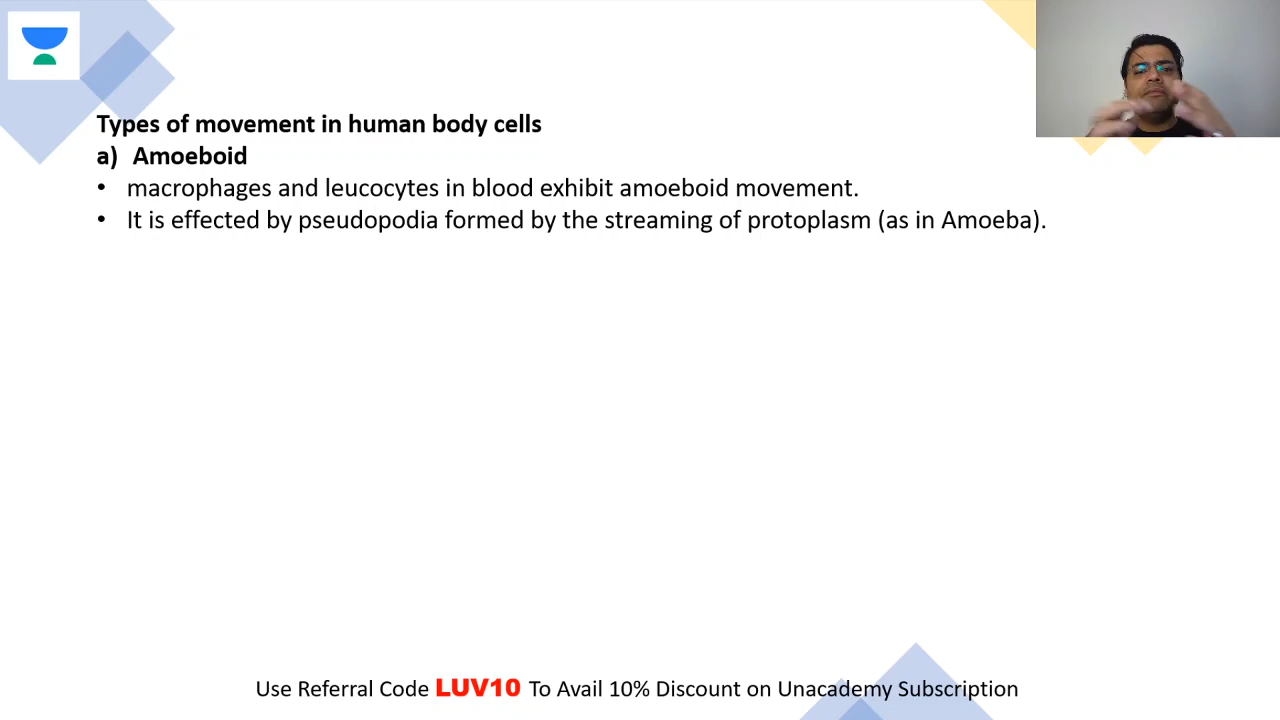 Types of movement in human body cells
a) Amoeboid
• macrophages and leucocytes in blood exhibit amoeboid movement.
• It is effected by pseudopodia formed by the streaming of protoplasm (as in Amoeba).
Use Referral Code LUV10 To Avail 10% Discount on Unacademy Subscription